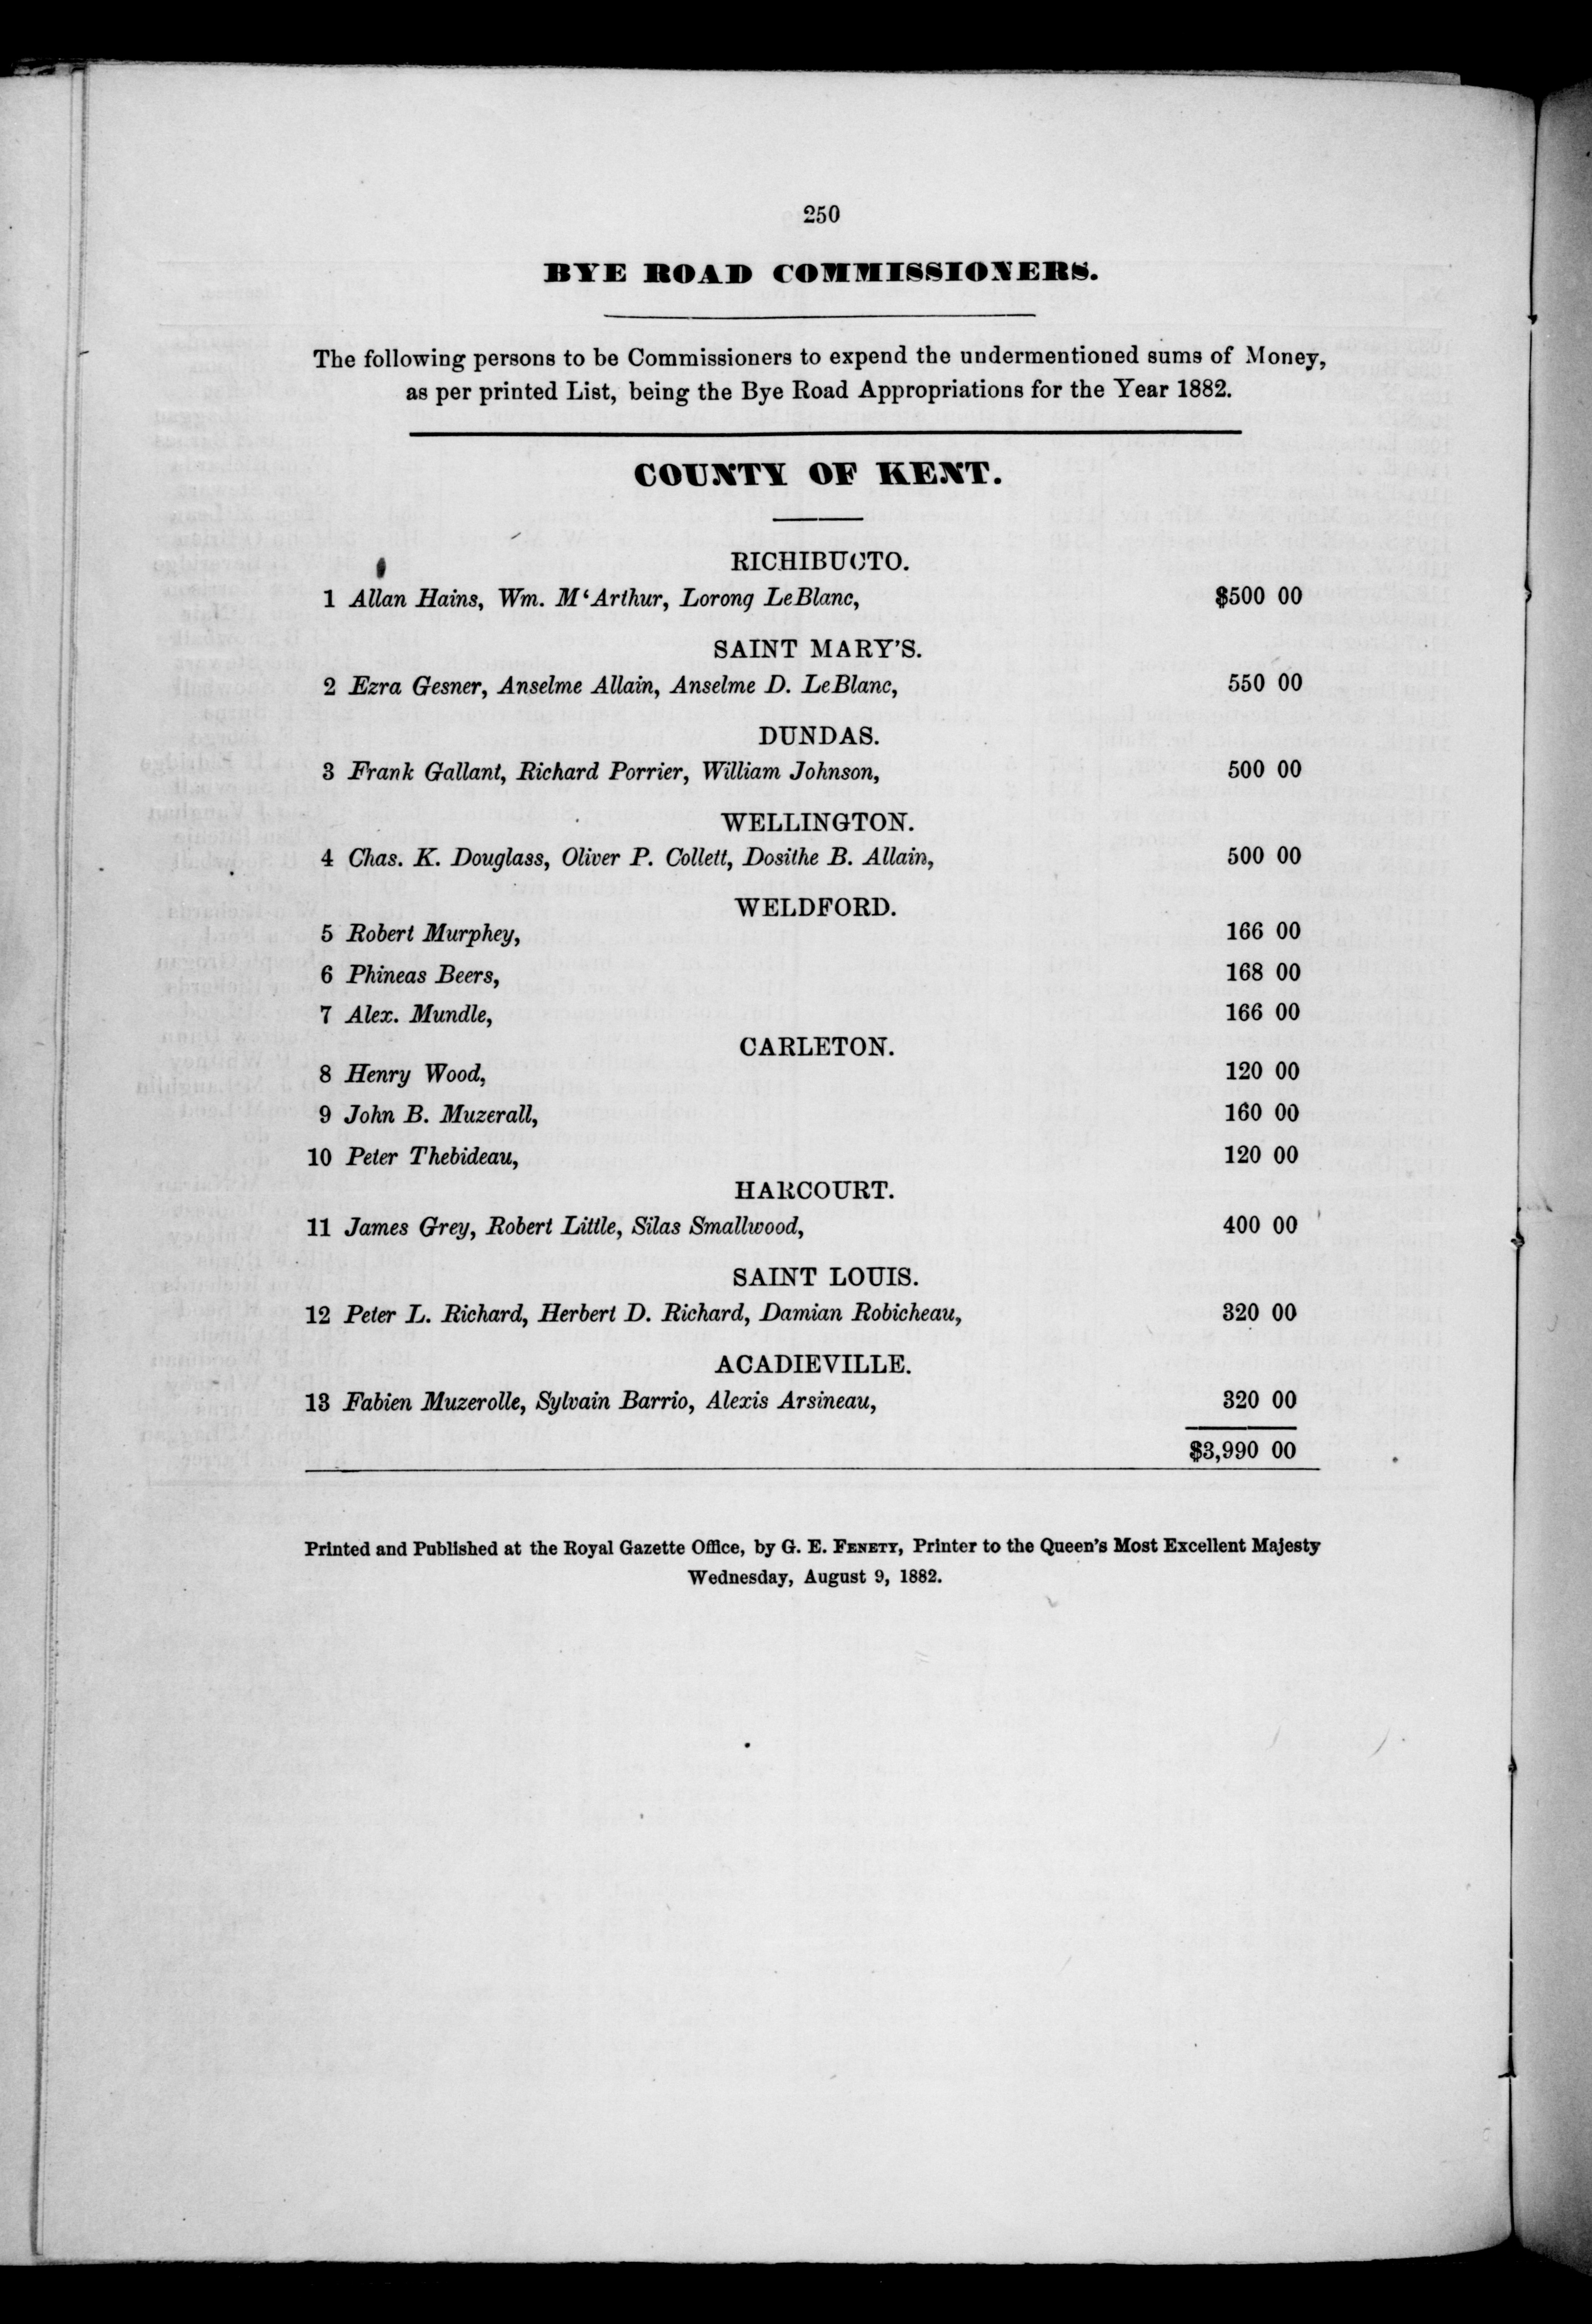 250
BYE ROAD COMMISSIONERS.
The following persons to be Commissioners to expend the undermentioned sums of Money,
as per printed List, being the Bye Road Appropriations for the Year 1882.
COUNTY OF KENT.
RICHIBUCTO.
1 Allan Hains, Wm. M‘Arthur, Lorong LeBlanc, $500 00
SAINT MARY'S.
2 Ezra Gesner, Anselme Allain, Anselme D. LeBlanc, 550 00
DUNDAS.
3 Frank Gallant, Richard Porrier, William Johnson, 500 00
WELLINGTON.
4 Chas. K. Douglass, Oliver P. Collett, Dosithe B. Allain, 500 00
WELDFORD.
5 Robert Murphey, 166 00
6 Phineas Beers, 168 00
7 Alex. Mundle, 166 00
CARLETON.
8 Henry Wood, 120 00
9 John B. Muzerall, 160 00
10 Peter Thebideau, 120 00
HARCOURT.
11 James Grey, Robert Little, Silas Smallwood, 400 00
SAINT LOUIS.
12 Peter L. Richard, Herbert D. Richard, Damian Robicheau, 320 00
ACADIEVILLE.
13 Fabien Muzerolle, Sylvain Barrio, Alexis Arsineau, 320 00
$3,990 00
Printed and Published at the Royal Gazette Office, by G. E. FENETY, Printer to the Queen's Most Excellent Majesty
Wednesday, August 9, 1882.